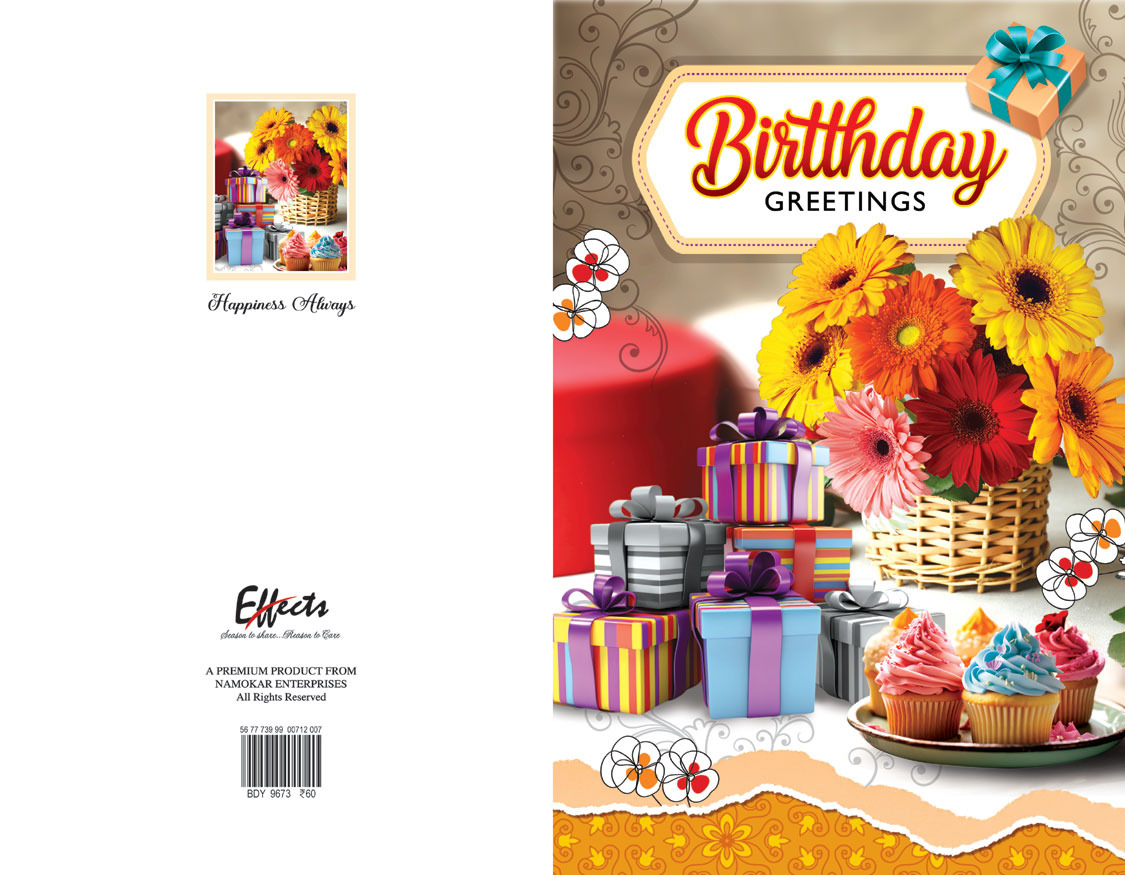 Happiness Always
Effects
Season to share...Reason to Care
A PREMIUM PRODUCT FROM
NAMOKAR ENTERPRISES
All Rights Reserved
56 77 739 99 00712 007
BDY 9673 ₹60
Birtthday
GREETINGS